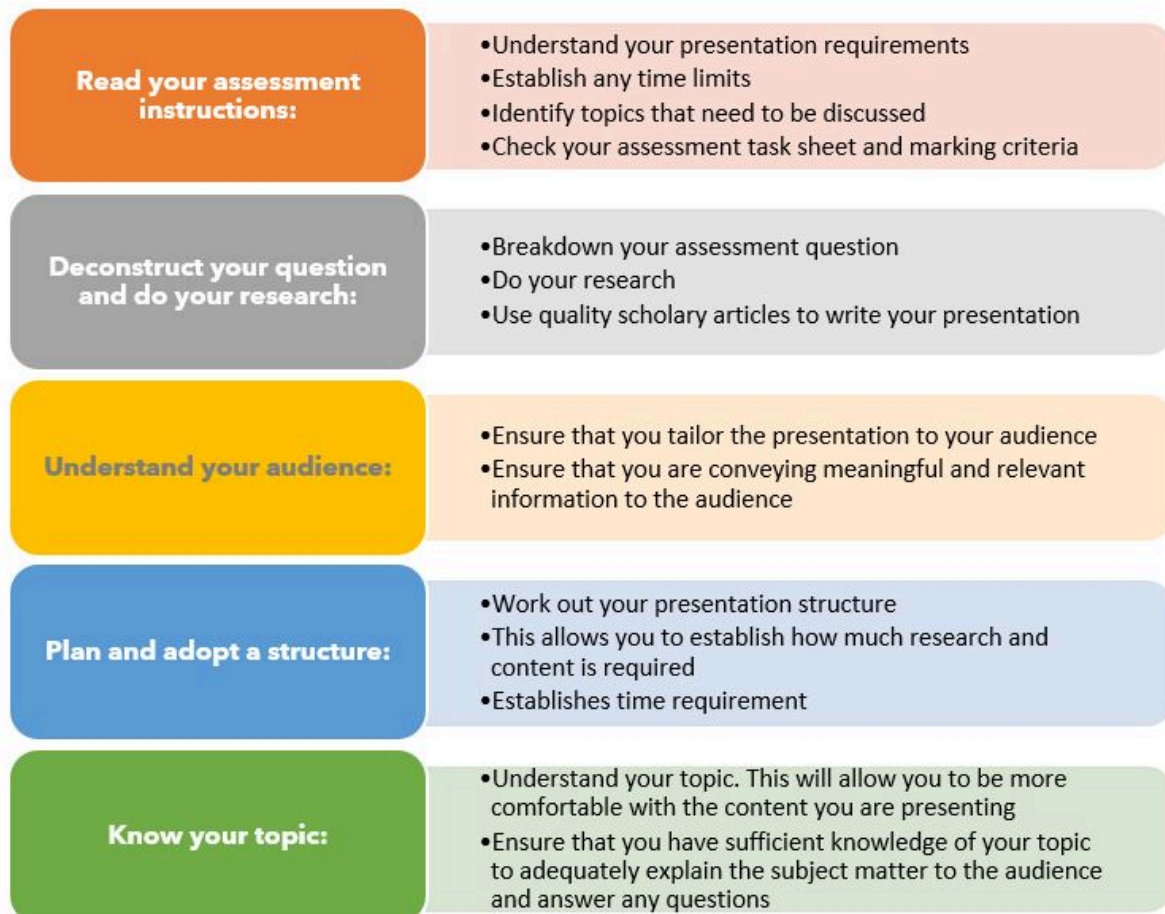 Read your assessment
instructions:
•Understand your presentation requirements
•Establish any time limits
•Identify topics that need to be discussed
•Check your assessment task sheet and marking criteria
Deconstruct your question
and do your research:
•Breakdown your assessment question
•Do your research
•Use quality scholary articles to write your presentation
Understand your audience:
•Ensure that you tailor the presentation to your audience
•Ensure that you are conveying meaningful and relevant
information to the audience
Plan and adopt a structure:
•Work out your presentation structure
•This allows you to establish how much research and
content is required
•Establishes time requirement
Know your topic:
•Understand your topic. This will allow you to be more
comfortable with the content you are presenting
•Ensure that you have sufficient knowledge of your topic
to adequately explain the subject matter to the audience
and answer any questions